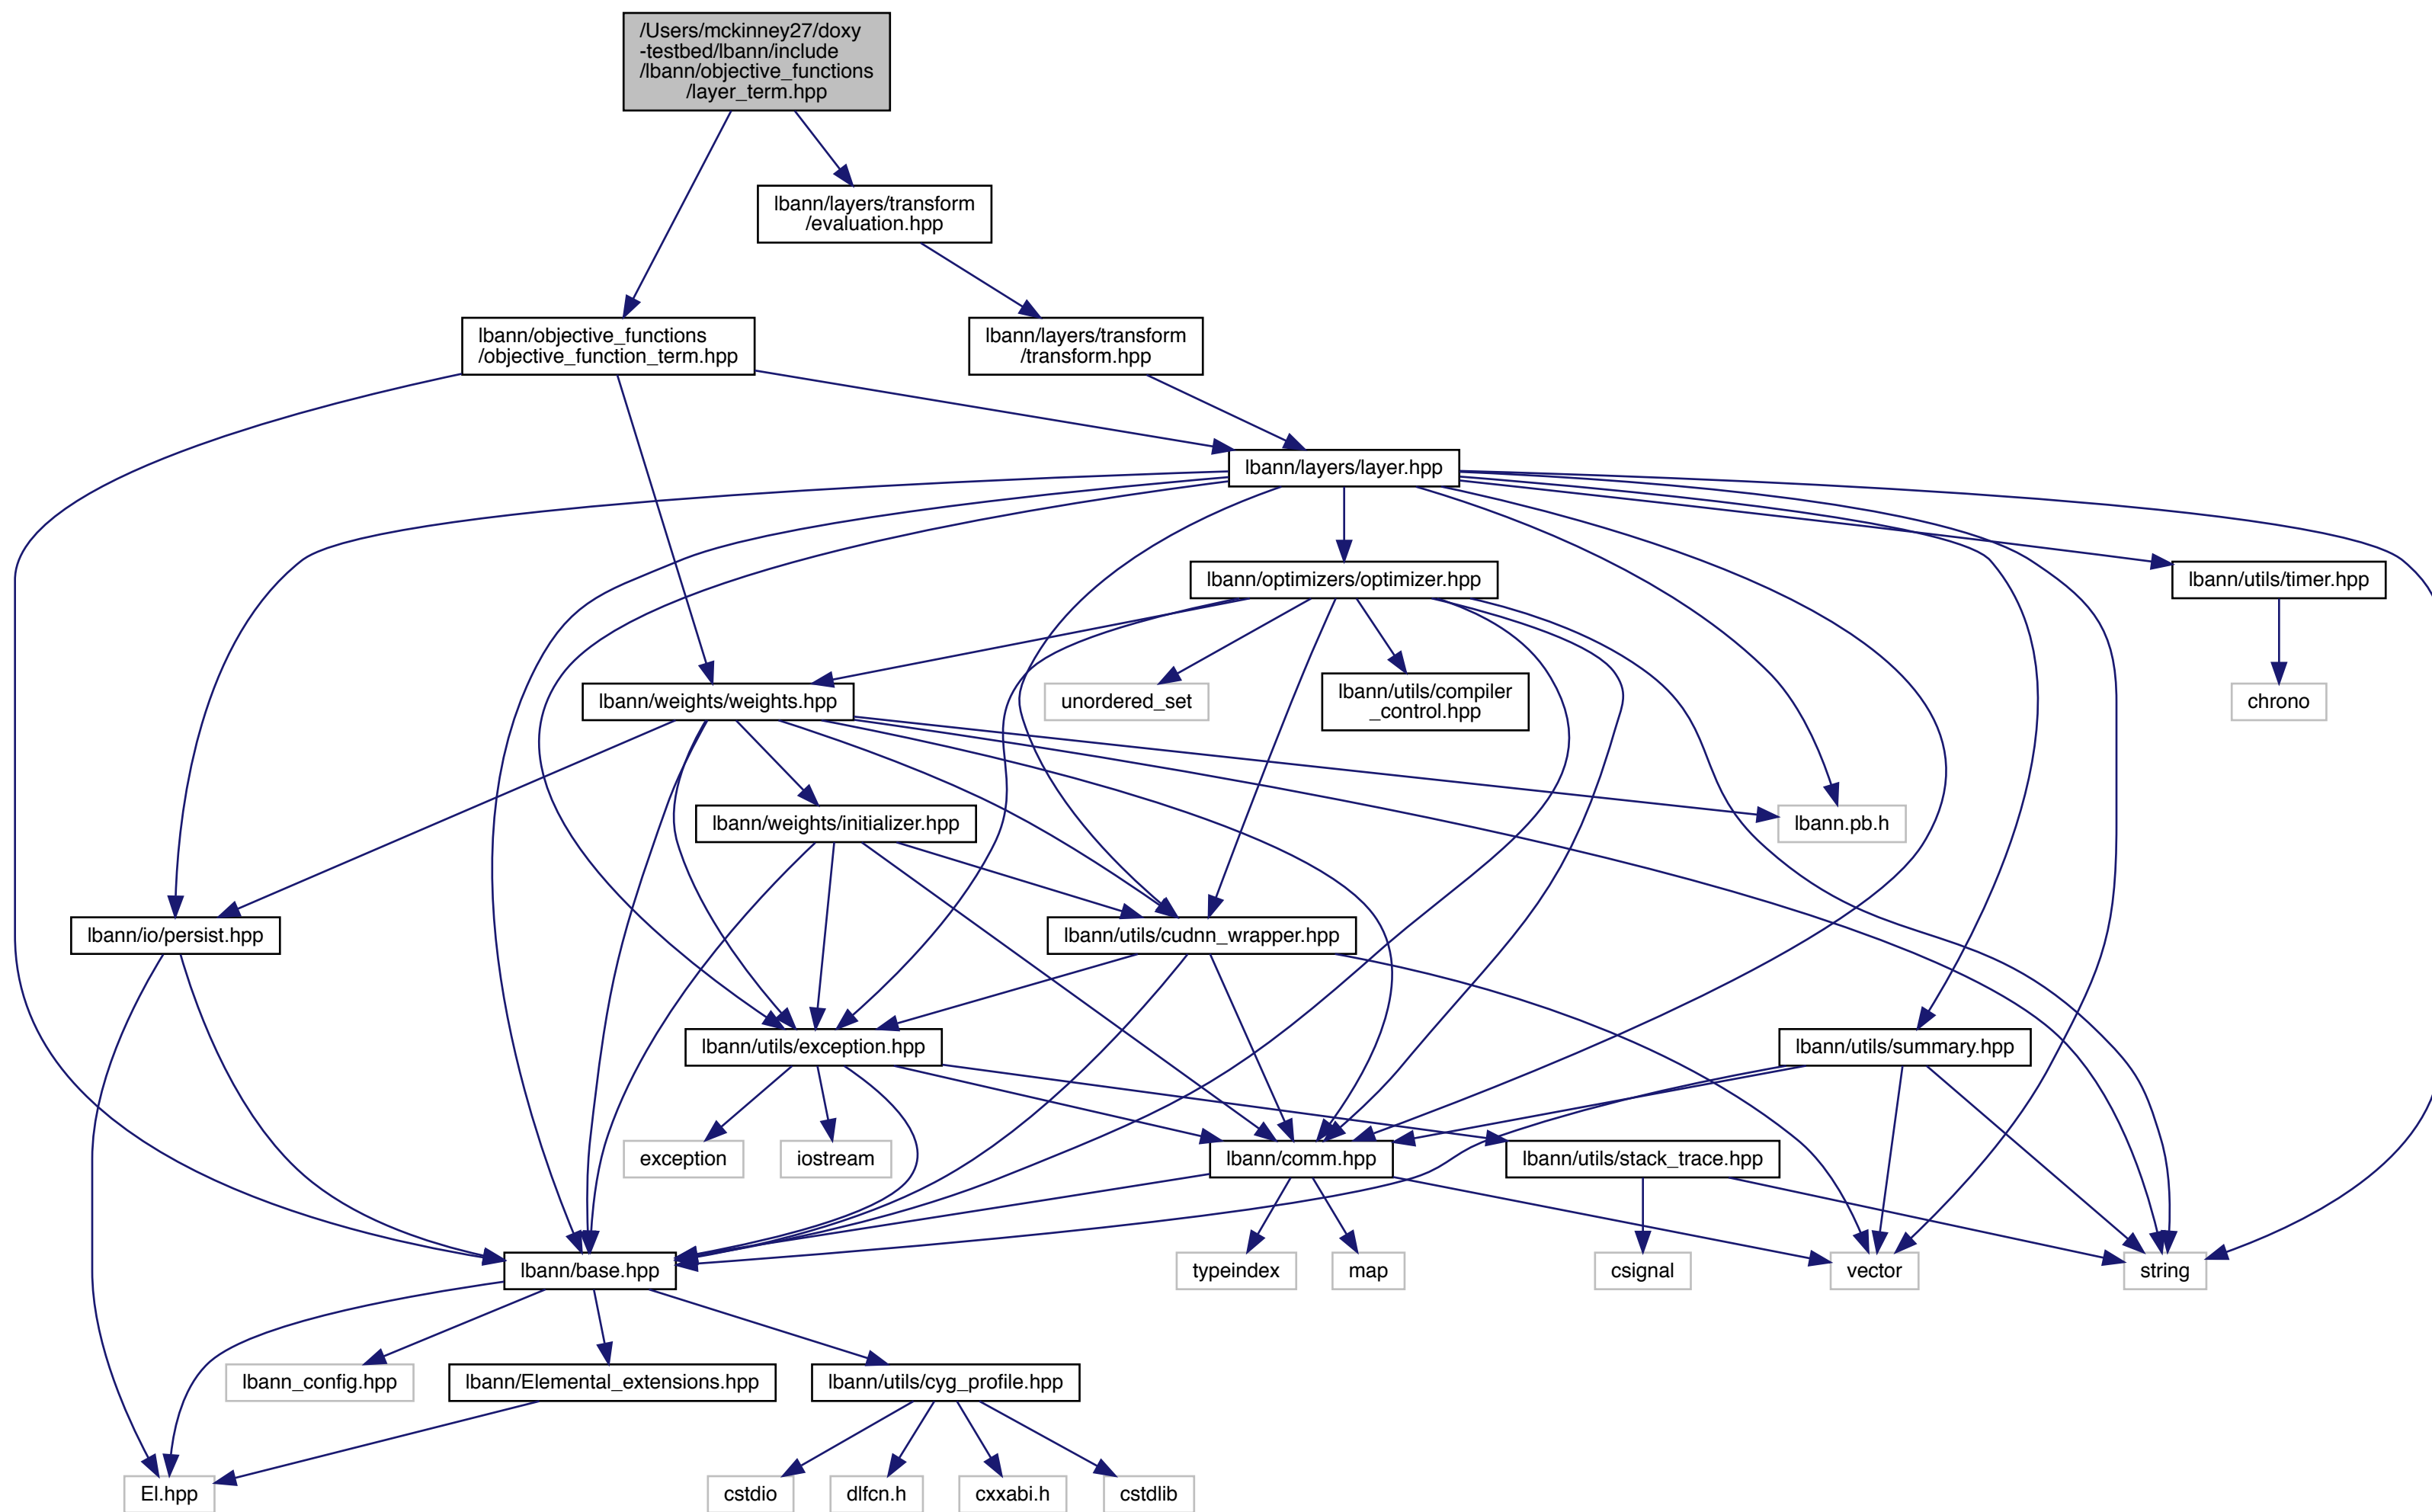 /Users/mckinney27/doxy
-testbed/lbann/include
/lbann/objective_functions
/layer_term.hpp
lbann/layers/transform
/evaluation.hpp
lbann/objective_functions
/objective_function_term.hpp
lbann/layers/transform
/transform.hpp
lbann/layers/layer.hpp
lbann/optimizers/optimizer.hpp
lbann/utils/timer.hpp
lbann/weights/weights.hpp
unordered_set
lbann/utils/compiler
_control.hpp
chrono
lbann/weights/initializer.hpp
lbann.pb.h
lbann/io/persist.hpp
lbann/utils/cudnn_wrapper.hpp
lbann/utils/exception.hpp
lbann/utils/summary.hpp
exception
iostream
lbann/comm.hpp
lbann/utils/stack_trace.hpp
lbann/base.hpp
typeindex
map
csignal
vector
string
lbann_config.hpp
lbann/Elemental_extensions.hpp
lbann/utils/cyg_profile.hpp
El.hpp
cstdio
dlfcn.h
cxxabi.h
cstdlib